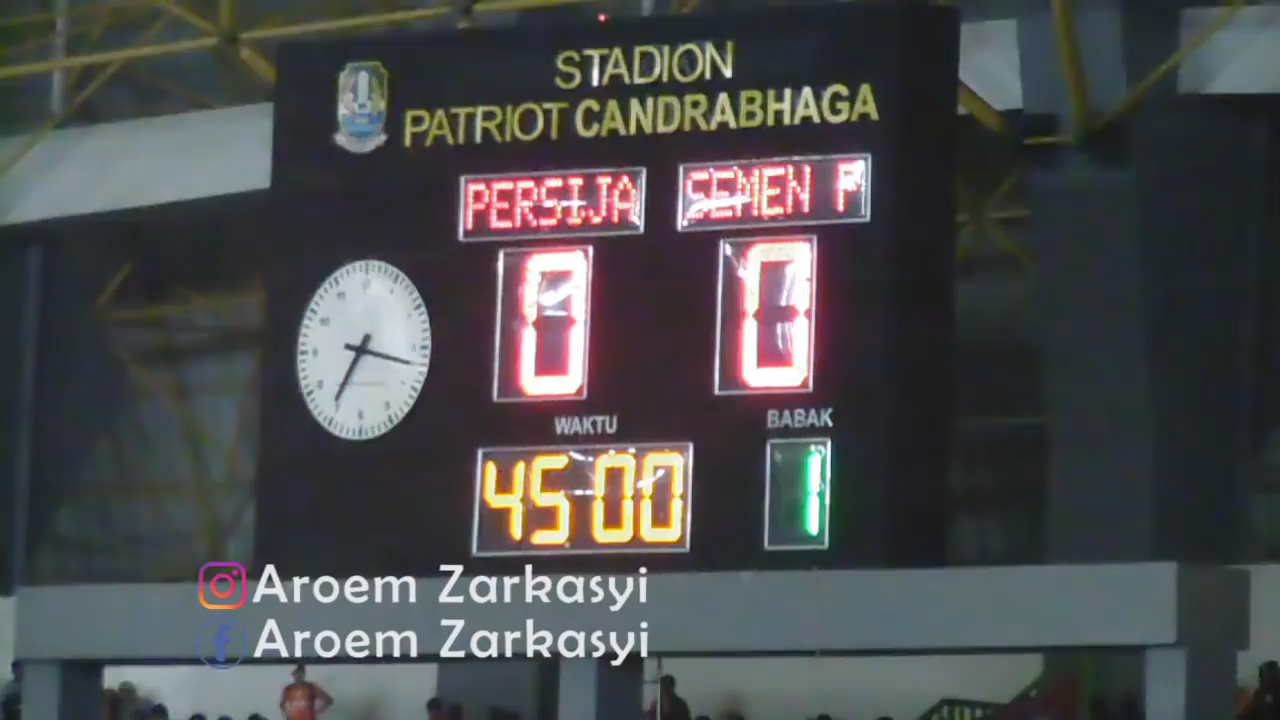 STADION
PATRIOT CANDRABHAGA
PERSIJA SEMEN P
0 0
WAKTU BABAK
45 00 1
Aroem Zarkasyi
Aroem Zarkasyi